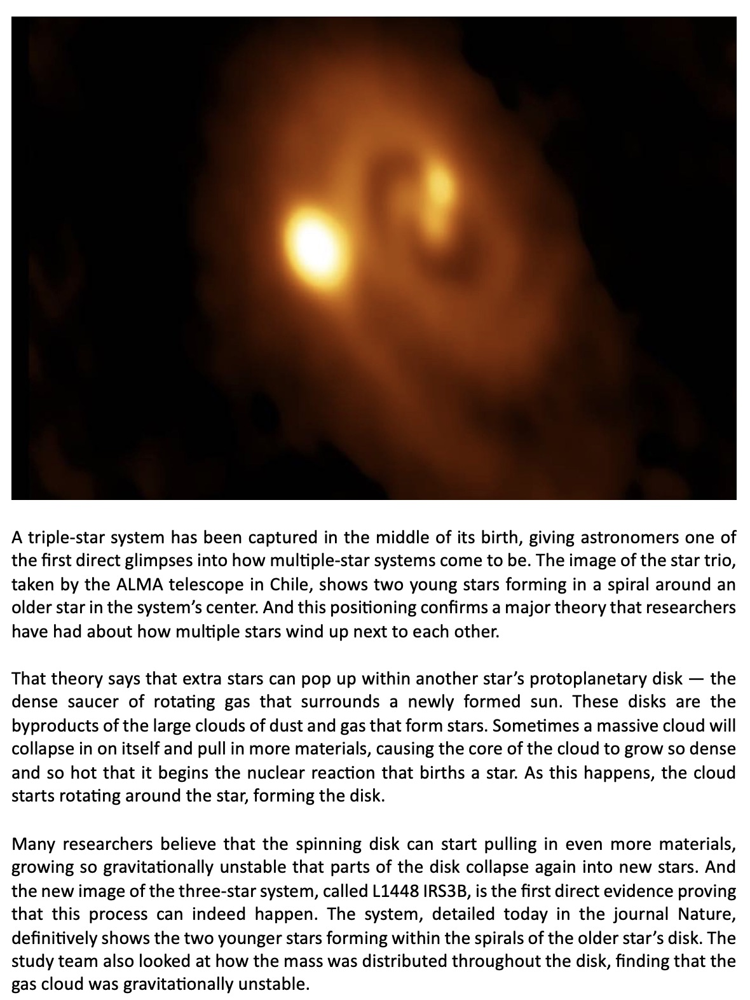 A triple-star system has been captured in the middle of its birth, giving astronomers one of
the first direct glimpses into how multiple-star systems come to be. The image of the star trio,
taken by the ALMA telescope in Chile, shows two young stars forming in a spiral around an
older star in the system’s center. And this positioning confirms a major theory that researchers
have had about how multiple stars wind up next to each other.
That theory says that extra stars can pop up within another star’s protoplanetary disk — the
dense saucer of rotating gas that surrounds a newly formed sun. These disks are the
byproducts of the large clouds of dust and gas that form stars. Sometimes a massive cloud will
collapse in on itself and pull in more materials, causing the core of the cloud to grow so dense
and so hot that it begins the nuclear reaction that births a star. As this happens, the cloud
starts rotating around the star, forming the disk.
Many researchers believe that the spinning disk can start pulling in even more materials,
growing so gravitationally unstable that parts of the disk collapse again into new stars. And
the new image of the three-star system, called L1448 IRS3B, is the first direct evidence proving
that this process can indeed happen. The system, detailed today in the journal Nature,
definitively shows the two younger stars forming within the spirals of the older star’s disk. The
study team also looked at how the mass was distributed throughout the disk, finding that the
gas cloud was gravitationally unstable.